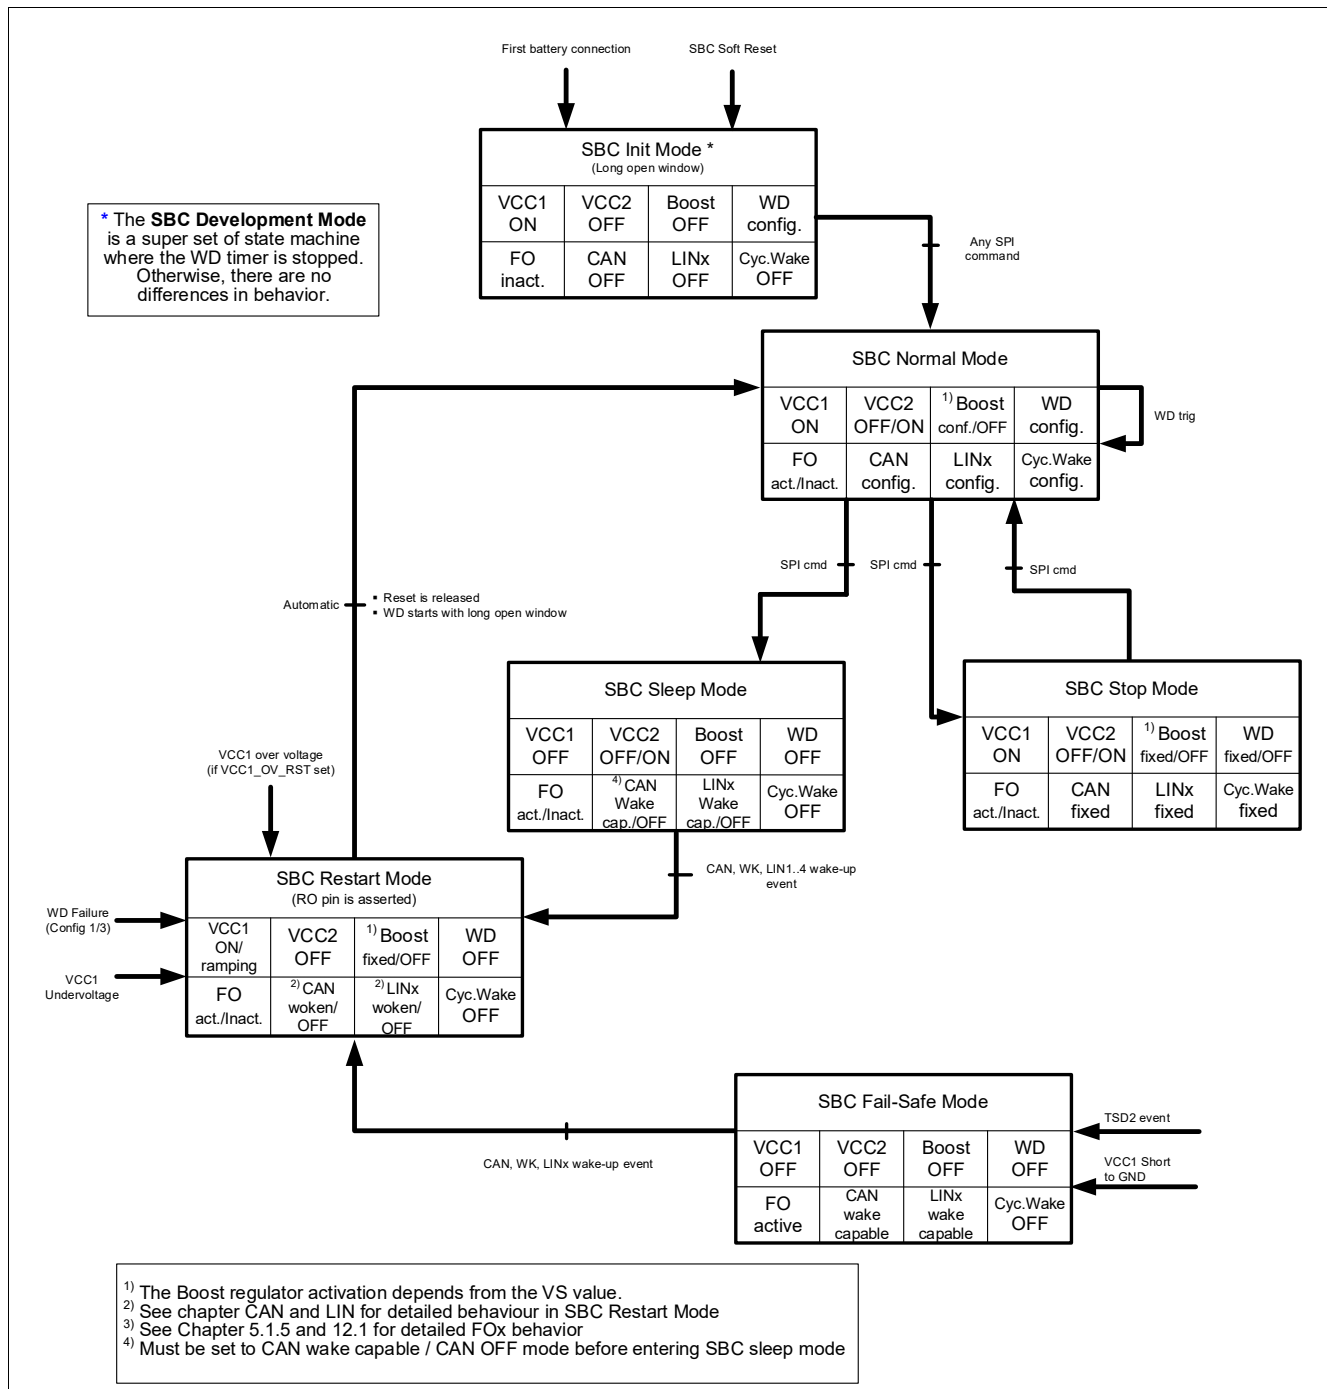 First battery connection
SBC Soft Reset
SBC Init Mode *
(Long open window)
VCC1
ON
VCC2
OFF
Boost
OFF
WD
config.
FO
inact.
CAN
OFF
LINx
OFF
Cyc.Wake
OFF
* The SBC Development Mode
is a super set of state machine
where the WD timer is stopped.
Otherwise, there are no
differences in behavior.
Any SPI
command
SBC Normal Mode
VCC1
ON
VCC2
OFF/ON
1) Boost
conf./OFF
WD
config.
FO
act./Inact.
CAN
config.
LINx
config.
Cyc.Wake
config.
WD trig
SPI cmd
SPI cmd
SPI cmd
Automatic
▪ Reset is released
▪ WD starts with long open window
SBC Sleep Mode
VCC1
OFF
VCC2
OFF/ON
Boost
OFF
WD
OFF
FO
act./Inact.
4) CAN
Wake
cap./OFF
LINx
Wake
cap./OFF
Cyc.Wake
OFF
SBC Stop Mode
VCC1
ON
VCC2
OFF/ON
1) Boost
fixed/OFF
WD
fixed/OFF
FO
act./Inact.
CAN
fixed
LINx
fixed
Cyc.Wake
fixed
VCC1 over voltage
(if VCC1_OV_RST set)
CAN, WK, LIN1..4 wake-up
event
WD Failure
(Config 1/3)
VCC1
Undervoltage
SBC Restart Mode
(RO pin is asserted)
VCC1
ON/
ramping
VCC2
OFF
1) Boost
fixed/OFF
WD
OFF
FO
act./Inact.
2) CAN
woken/
OFF
2) LINx
woken/
OFF
Cyc.Wake
OFF
CAN, WK, LINx wake-up event
SBC Fail-Safe Mode
VCC1
OFF
VCC2
OFF
Boost
OFF
WD
OFF
FO
active
CAN
wake
capable
LINx
wake
capable
Cyc.Wake
OFF
TSD2 event
VCC1 Short
to GND
1) The Boost regulator activation depends from the VS value.
2) See chapter CAN and LIN for detailed behaviour in SBC Restart Mode
3) See Chapter 5.1.5 and 12.1 for detailed FOx behavior
4) Must be set to CAN wake capable / CAN OFF mode before entering SBC sleep mode